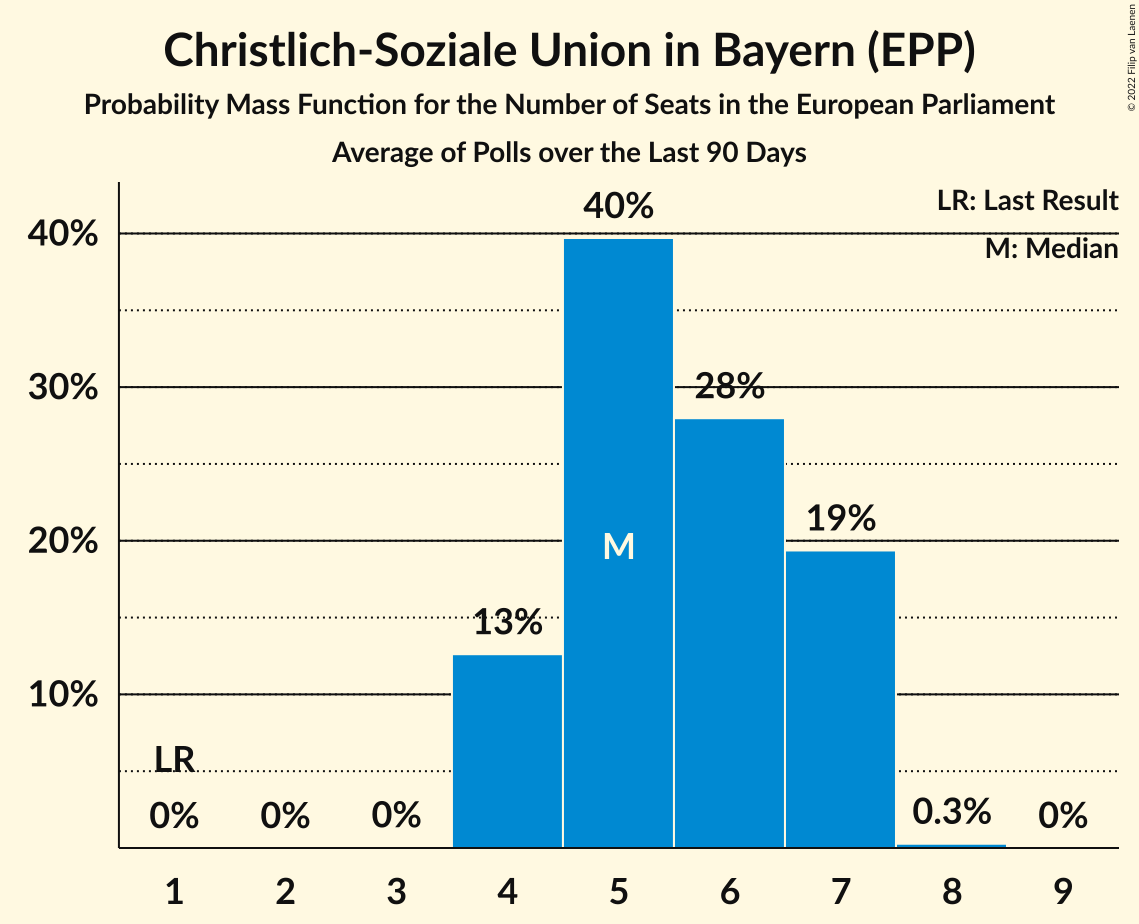 Christlich-Soziale Union in Bayern (EPP)
Probability Mass Function for the Number of Seats in the European Parliament
Average of Polls over the Last 90 Days
© 2022 Filip van Laenen
LR: Last Result
M: Median
40%
30%
20%
10%
LR
0%
0%
0%
13%
40%
M
28%
19%
0.3%
0%
1 2 3 4 5 6 7 8 9